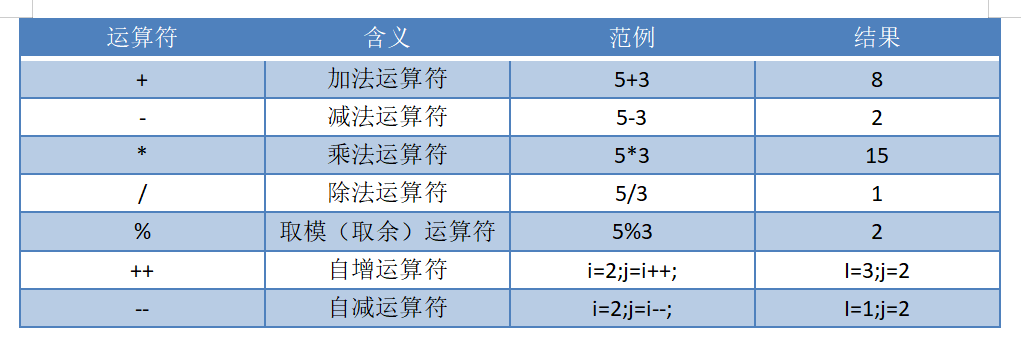 运算符 含义 范例 结果
+ 加法运算符 5+3 8
- 减法运算符 5-3 2
* 乘法运算符 5*3 15
/ 除法运算符 5/3 1
% 取模（取余）运算符 5%3 2
++ 自增运算符 i=2;j=i++; I=3;j=2
-- 自减运算符 i=2;j=i--; I=1;j=2